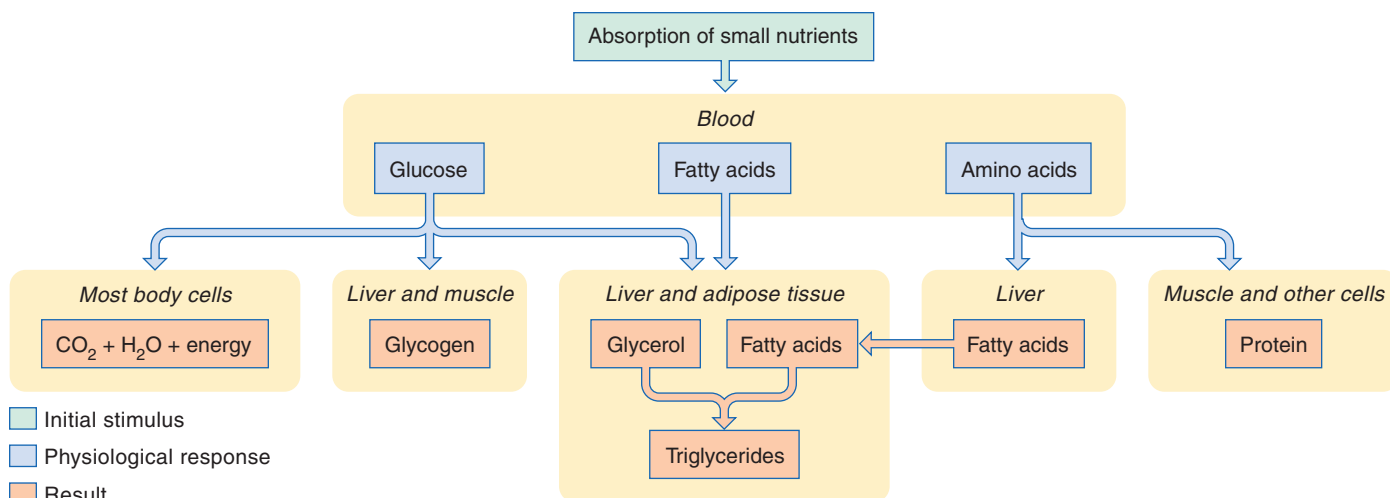 Absorption of small nutrients
Blood
Glucose
Fatty acids
Amino acids
Most body cells
CO₂ + H₂O + energy
Liver and muscle
Glycogen
Liver and adipose tissue
Glycerol
Fatty acids
Triglycerides
Liver
Fatty acids
Muscle and other cells
Protein
Initial stimulus
Physiological response
Result